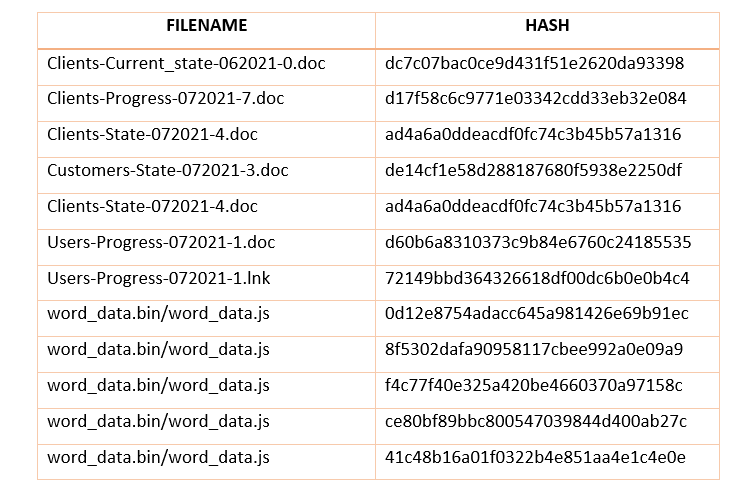 FILENAME HASH
Clients-Current_state-062021-0.doc dc7c07bac0ce9d431f51e2620da93398
Clients-Progress-072021-7.doc d17f58c6c9771e03342cdd33eb32e084
Clients-State-072021-4.doc ad4a6a0ddeacdf0fc74c3b45b57a1316
Customers-State-072021-3.doc de14cf1e58d288187680f5938e2250df
Clients-State-072021-4.doc ad4a6a0ddeacdf0fc74c3b45b57a1316
Users-Progress-072021-1.doc d60b6a8310373c9b84e6760c24185535
Users-Progress-072021-1.lnk 72149bbd364326618df00dc6b0e0b4c4
word_data.bin/word_data.js 0d12e8754adacc645a981426e69b91ec
word_data.bin/word_data.js 8f5302dafa90958117cbee992a0e09a9
word_data.bin/word_data.js f4c77f40e325a420be4660370a97158c
word_data.bin/word_data.js ce80bf89bbc800547039844d400ab27c
word_data.bin/word_data.js 41c48b16a01f0322b4e851aa4e1c4e0e